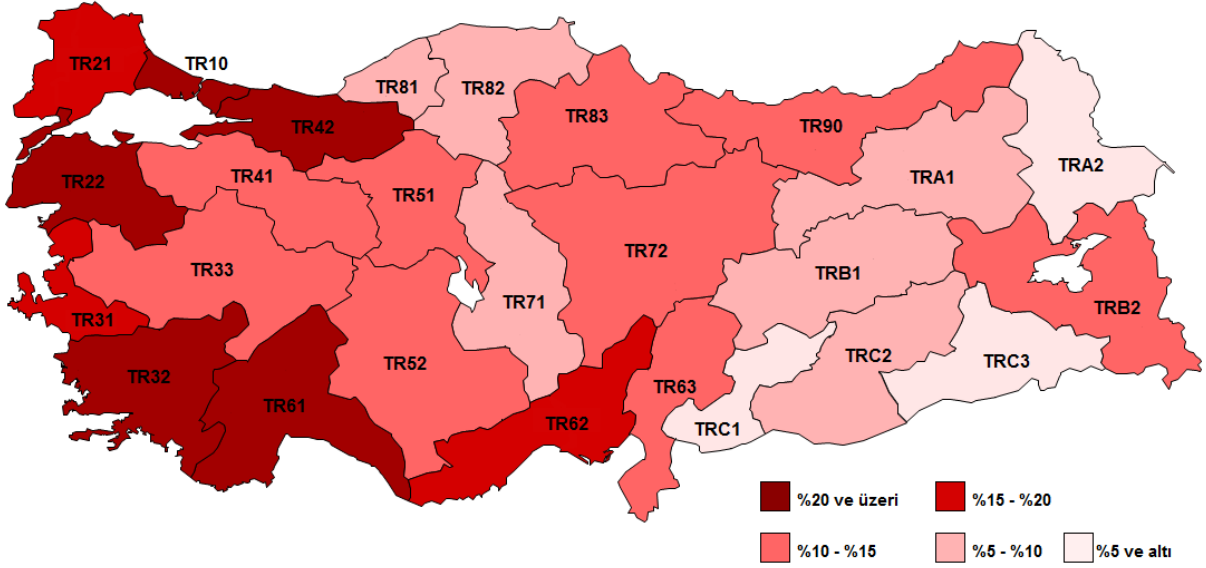 TR21
TR10
TR81
TR82
TR42
TR83
TR90
TR22
TR41
TR51
TRA1
TRA2
TR33
TR72
TRB1
TR71
TRB2
TR31
TR52
TRC2
TRC3
TR32
TR61
TR63
TR62
TRC1
%20 ve üzeri
%15 - %20
%10 - %15
%5 - %10
%5 ve altı